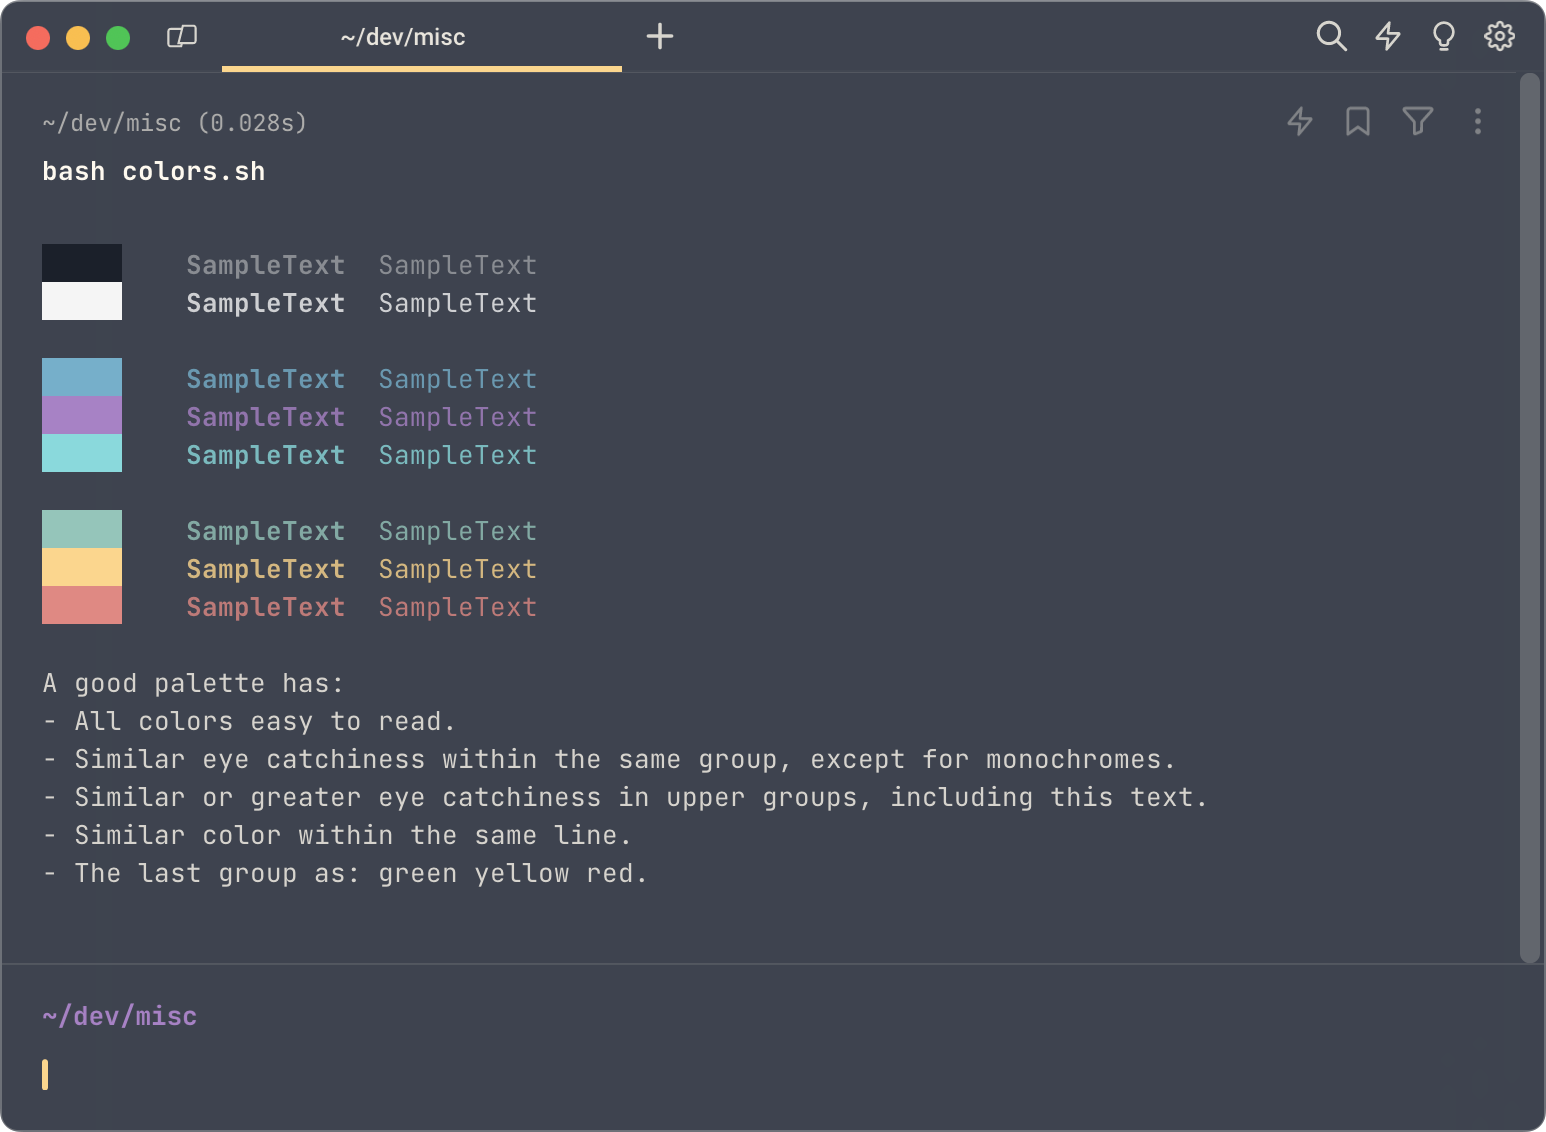 ~/dev/misc
~/dev/misc (0.028s)
bash colors.sh
SampleText SampleText
SampleText SampleText
SampleText SampleText
SampleText SampleText
SampleText SampleText
SampleText SampleText
SampleText SampleText
SampleText SampleText
A good palette has:
- All colors easy to read.
- Similar eye catchiness within the same group, except for monochromes.
- Similar or greater eye catchiness in upper groups, including this text.
- Similar color within the same line.
- The last group as: green yellow red.
~/dev/misc